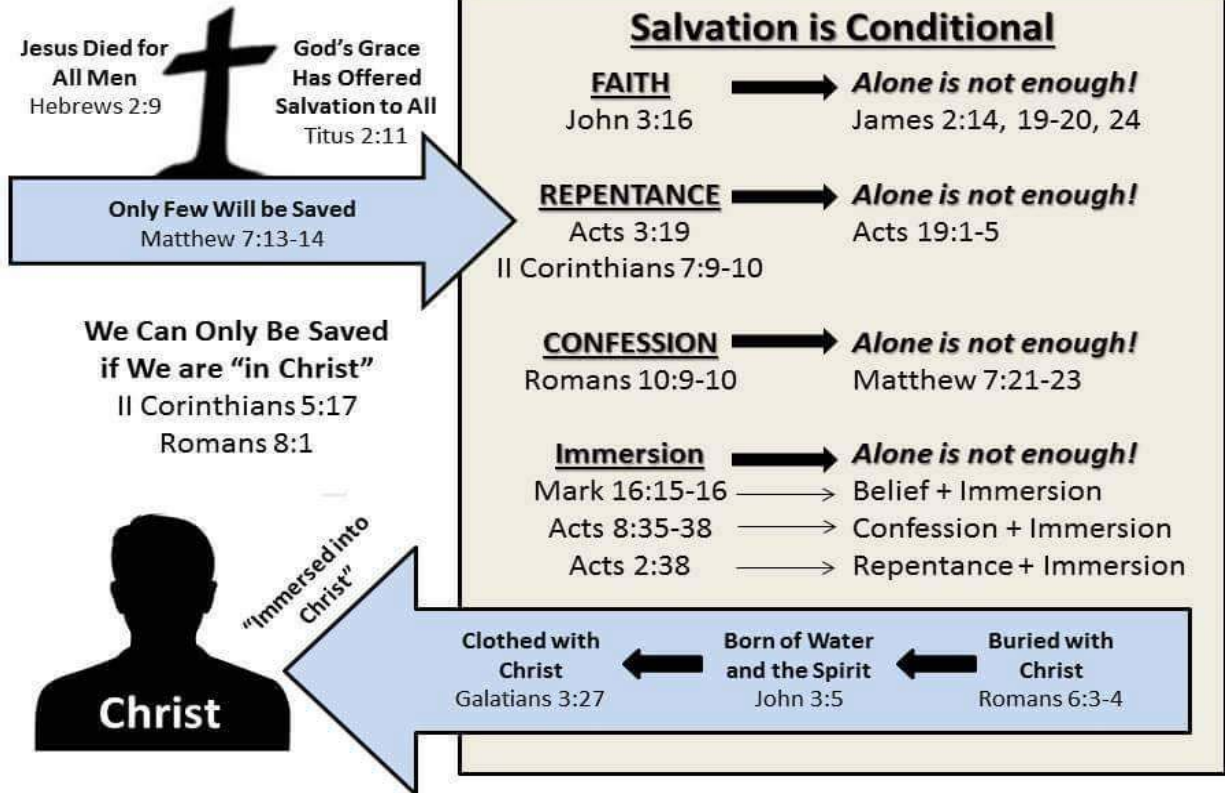 Jesus Died for
All Men
Hebrews 2:9
God's Grace
Has Offered
Salvation to All
Titus 2:11
Only Few Will be Saved
Matthew 7:13-14
We Can Only Be Saved
if We are “in Christ”
II Corinthians 5:17
Romans 8:1
Salvation is Conditional
FAITH Alone is not enough!
John 3:16 James 2:14, 19-20, 24
REPENTANCE Alone is not enough!
Acts 3:19 Acts 19:1-5
II Corinthians 7:9-10
CONFESSION Alone is not enough!
Romans 10:9-10 Matthew 7:21-23
Immersion Alone is not enough!
Mark 16:15-16 Belief + Immersion
Acts 8:35-38 Confession + Immersion
Acts 2:38 Repentance + Immersion
Buried with
Christ
Romans 6:3-4
Born of Water
and the Spirit
John 3:5
Clothed with
Christ
Galatians 3:27
“Immersed into
Christ”
Christ